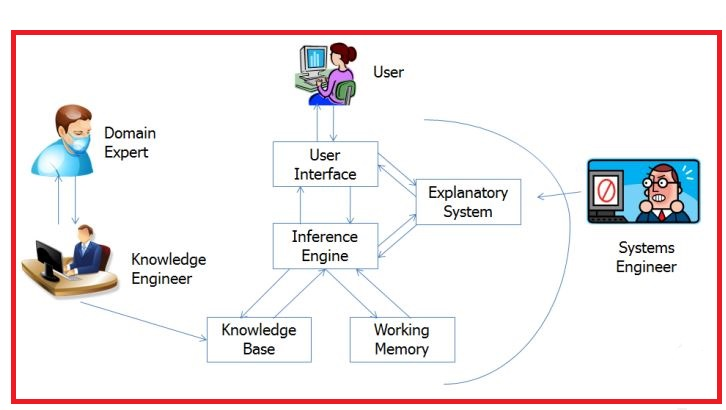 User
Domain
Expert
User
Interface
Explanatory
System
Inference
Engine
Systems
Engineer
Knowledge
Engineer
Knowledge
Base
Working
Memory